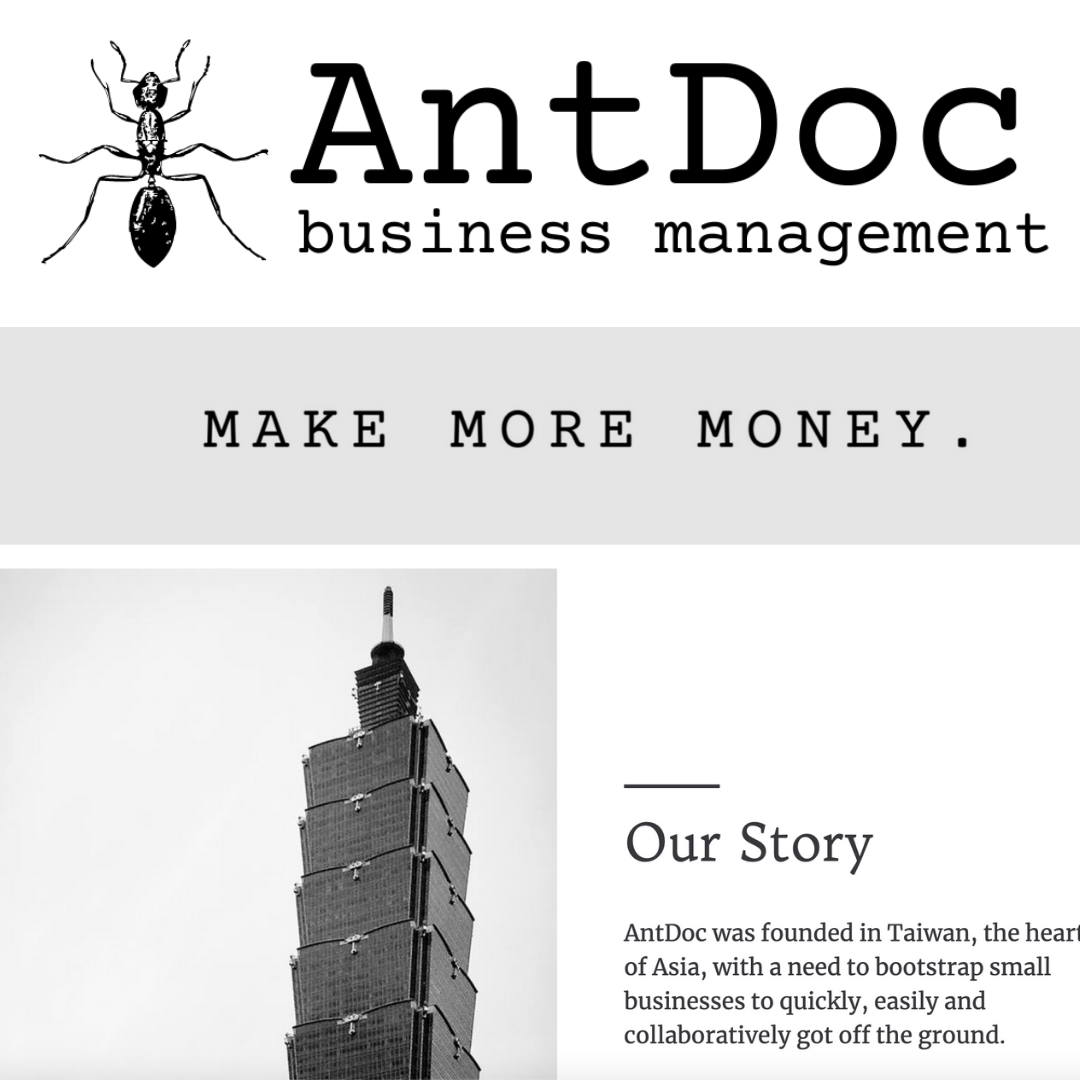 AntDoc
business management
MAKE MORE MONEY.
Our Story
AntDoc was founded in Taiwan, the heart
of Asia, with a need to bootstrap small
businesses to quickly, easily and
collaboratively got off the ground.